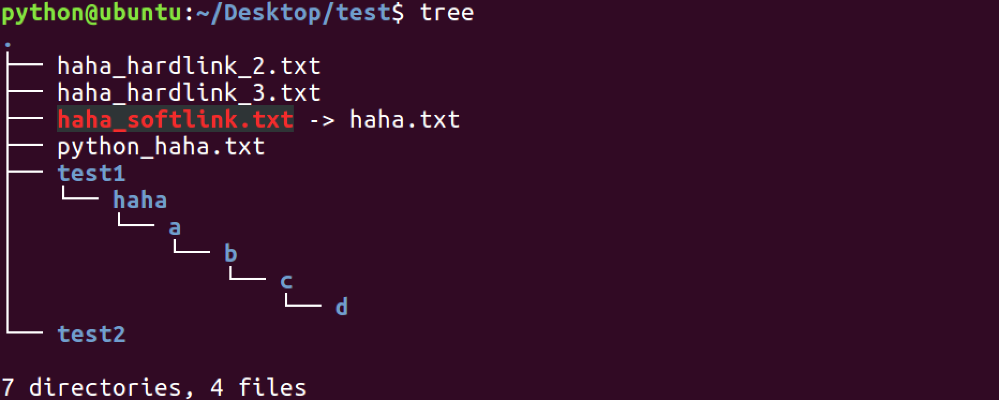 python@ubuntu:~/Desktop/test$ tree
.
├── haha_hardlink_2.txt
├── haha_hardlink_3.txt
├── haha_softlink.txt -> haha.txt
├── python_haha.txt
├── test1
│   └── haha
│       └── a
│           └── b
│               └── c
│                   └── d
└── test2
7 directories, 4 files